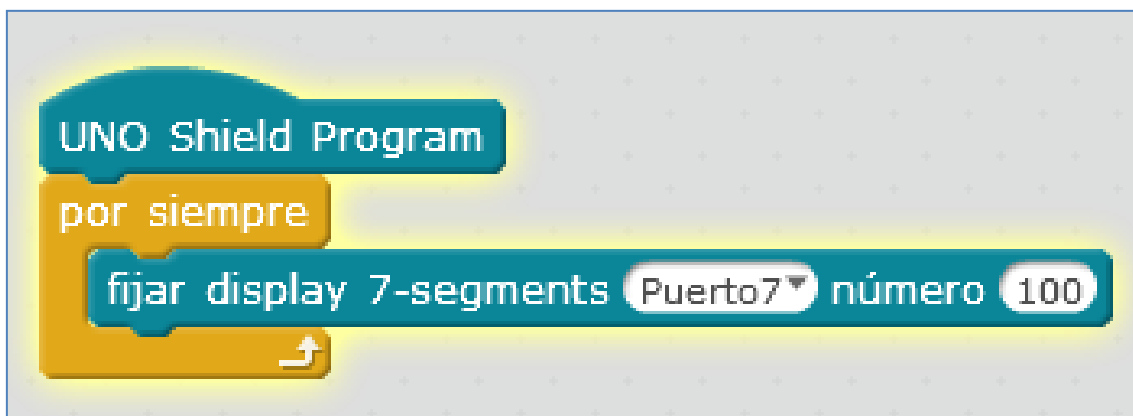 UNO Shield Program
por siempre
fijar display 7-segments Puerto7 número 100